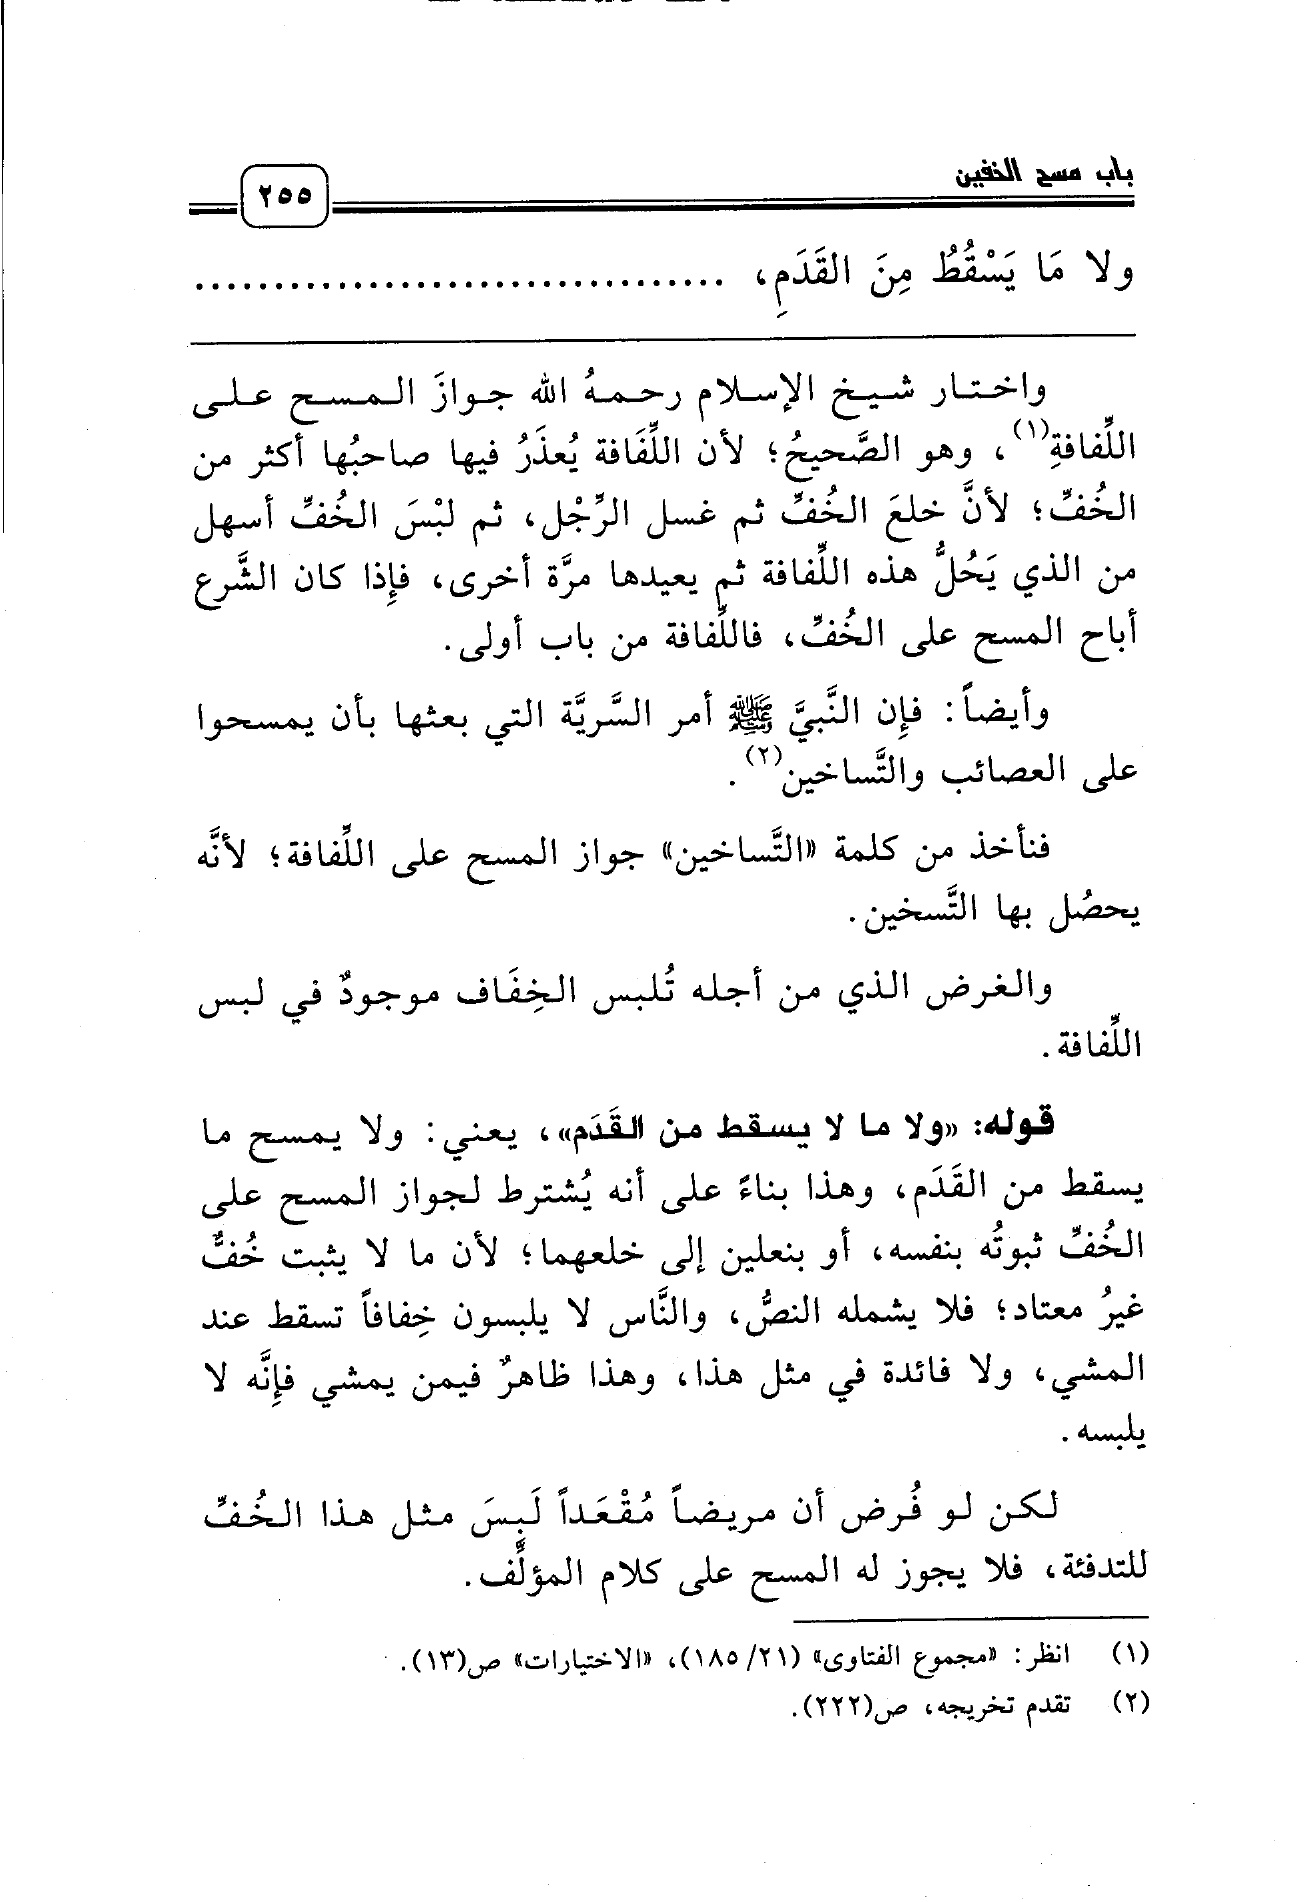 باب مسح الخفين
٢٥٥
ولا مَا يَسْقُطُ مِنَ القَدَمِ، ..................................
واختار شيخ الإسلام رحمهُ الله جوازَ المسح على
اللِّفافةِ(١)، وهو الصَّحيحُ؛ لأن اللِّفَافة يُعذَرُ فيها صاحبُها أكثر من
الخُفِّ؛ لأنَّ خلعَ الخُفِّ ثم غسل الرِّجْل، ثم لبْسَ الخُفِّ أسهل
من الذي يَحُلُّ هذه اللِّفافة ثم يعيدها مرَّة أخرى، فإِذا كان الشَّرع
أباح المسح على الخُفِّ، فاللِّفافة من باب أولى.
وأيضاً: فإِن النَّبيَّ ﷺ أمر السَّريَّة التي بعثها بأن يمسحوا
على العصائب والتَّساخين(٢).
فنأخذ من كلمة «التَّساخين» جواز المسح على اللِّفافة؛ لأنَّه
يحصُل بها التَّسخين.
والغرض الذي من أجله تُلبس الخِفَاف موجودٌ في لبس
اللِّفافة.
قوله: «ولا ما لا يسقط من القَدَم»، يعني: ولا يمسح ما
يسقط من القَدَم، وهذا بناءً على أنه يُشترط لجواز المسح على
الخُفِّ ثبوتُه بنفسه، أو بنعلين إلى خلعهما؛ لأن ما لا يثبت خُفٌّ
غيرُ معتاد؛ فلا يشمله النصُّ، والنَّاس لا يلبسون خِفافاً تسقط عند
المشي، ولا فائدة في مثل هذا، وهذا ظاهرٌ فيمن يمشي فإِنَّه لا
يلبسه.
لكن لو فُرض أن مريضاً مُقْعَداً لَبِسَ مثل هذا الخُفِّ
للتدفئة، فلا يجوز له المسح على كلام المؤلِّف.
(١) انظر: «مجموع الفتاوى» (٢١/ ١٨٥)، «الاختيارات» ص(١٣).
(٢) تقدم تخريجه، ص(٢٢٢).